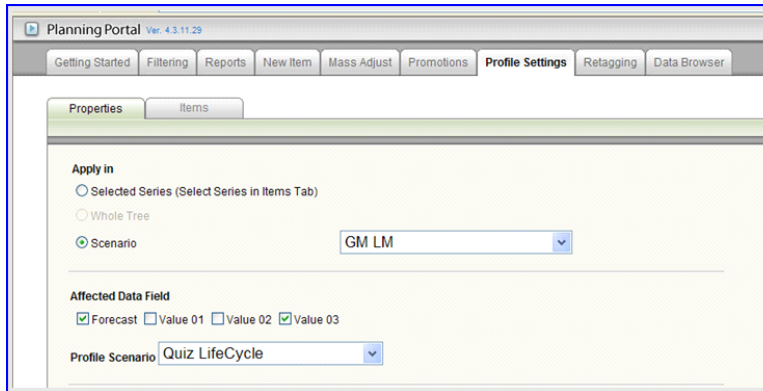 Planning Portal Ver. 4.3.11.29
Getting Started Filtering Reports New Item Mass Adjust Promotions Profile Settings Retagging Data Browser
Properties Items
Apply in
Selected Series (Select Series in Items Tab)
Whole Tree
Scenario GM LM
Affected Data Field
Forecast Value 01 Value 02 Value 03
Profile Scenario Quiz LifeCycle